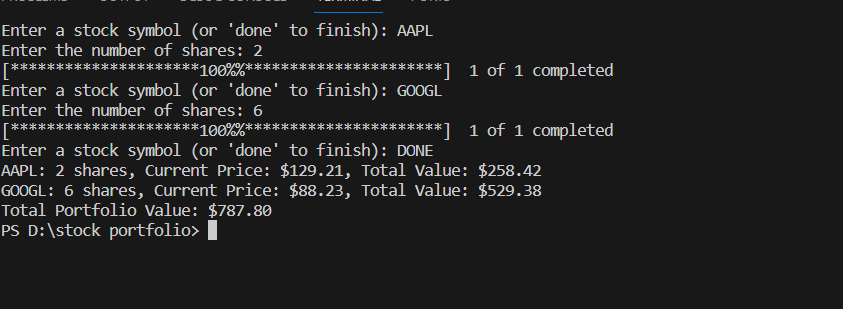 Enter a stock symbol (or 'done' to finish): AAPL
Enter the number of shares: 2
[*********************100%%**********************]  1 of 1 completed
Enter a stock symbol (or 'done' to finish): GOOGL
Enter the number of shares: 6
[*********************100%%**********************]  1 of 1 completed
Enter a stock symbol (or 'done' to finish): DONE
AAPL: 2 shares, Current Price: $129.21, Total Value: $258.42
GOOGL: 6 shares, Current Price: $88.23, Total Value: $529.38
Total Portfolio Value: $787.80
PS D:\stock portfolio>